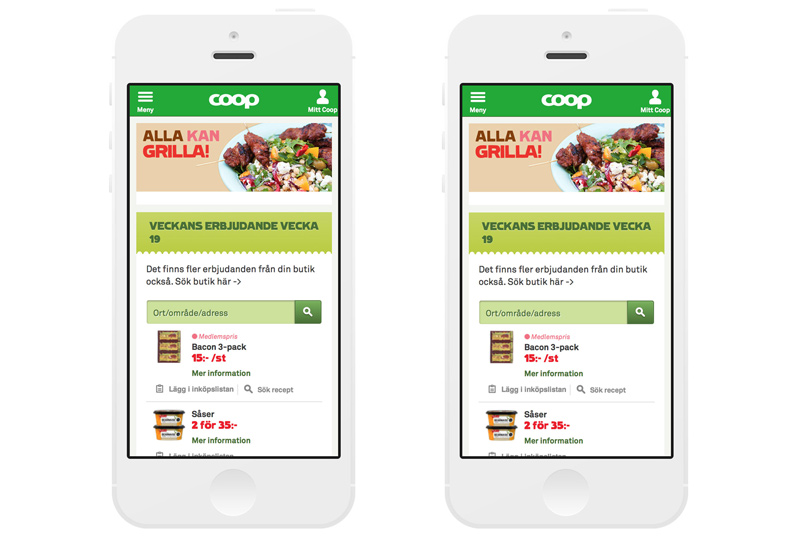 Meny
coop
Mitt Coop
ALLA KAN
GRILLA!
VECKANS ERBJUDANDE VECKA
19
Det finns fler erbjudanden från din butik
också. Sök butik här ->
Ort/område/adress
Medlemspris
Bacon 3-pack
15:- /st
Mer information
Lägg i inköpslistan
Sök recept
Såser
2 för 35:-
Mer information
Lägg i inköpslistan
Meny
coop
Mitt Coop
ALLA KAN
GRILLA!
VECKANS ERBJUDANDE VECKA
19
Det finns fler erbjudanden från din butik
också. Sök butik här ->
Ort/område/adress
Medlemspris
Bacon 3-pack
15:- /st
Mer information
Lägg i inköpslistan
Sök recept
Såser
2 för 35:-
Mer information
Lägg i inköpslistan